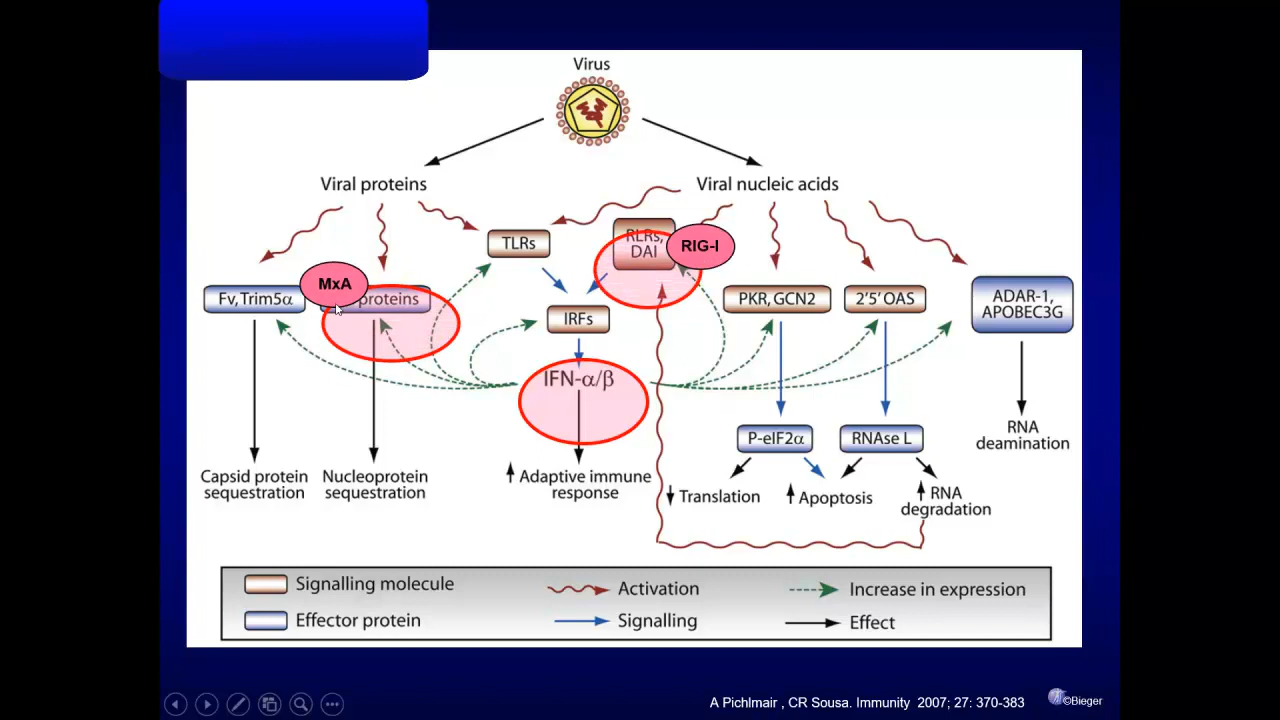 Virus
Viral proteins
Viral nucleic acids
TLRs
RLRs,
DAI
RIG-I
MxA
Fv,Trim5α
proteins
IRFs
PKR, GCN2
2'5' OAS
ADAR-1,
APOBEC3G
IFN-α/β
P-eIF2α
RNAse L
RNA
deamination
Capsid protein
sequestration
Nucleoprotein
sequestration
Adaptive immune
response
Translation
Apoptosis
RNA
degradation
Signalling molecule
Activation
Increase in expression
Effector protein
Signalling
Effect
A Pichlmair , CR Sousa. Immunity 2007; 27: 370-383
©Bieger